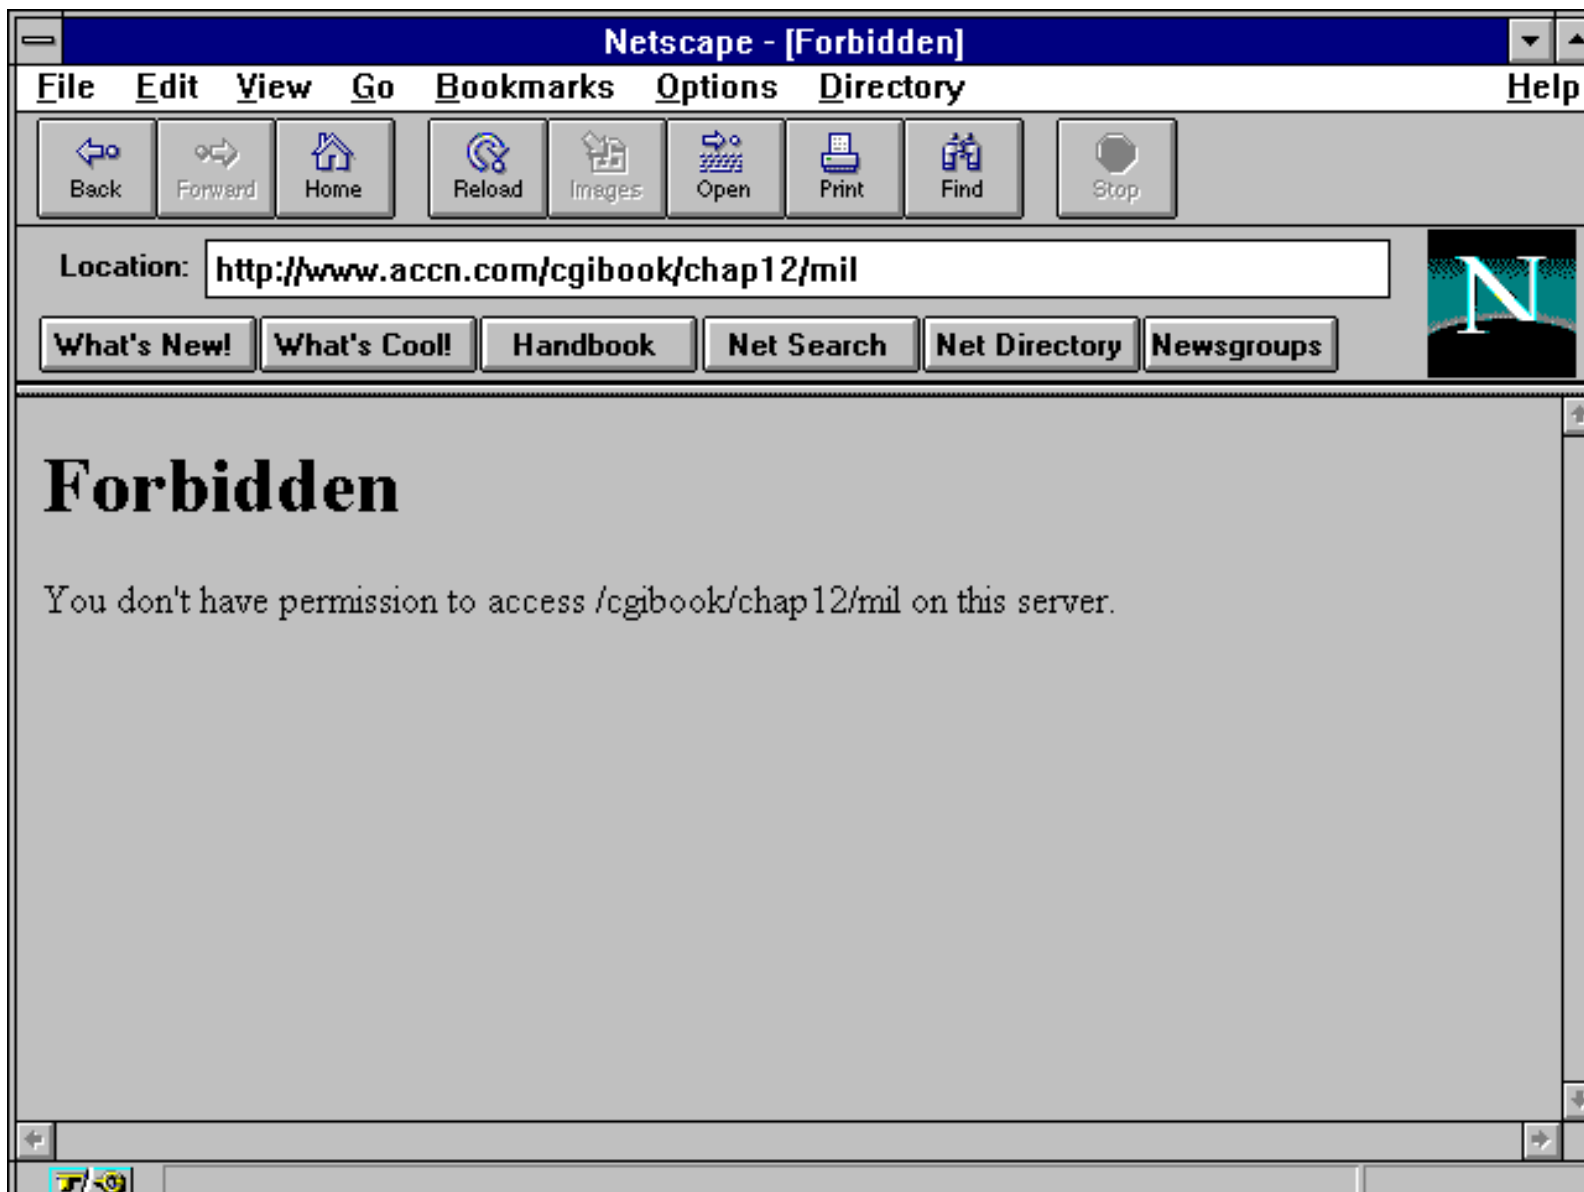 Netscape - [Forbidden]
File Edit View Go Bookmarks Options Directory Help
Back Forward Home Reload Images Open Print Find Stop
Location: http://www.accn.com/cgibook/chap12/mil
N
What's New! What's Cool! Handbook Net Search Net Directory Newsgroups
Forbidden
You don't have permission to access /cgibook/chap12/mil on this server.